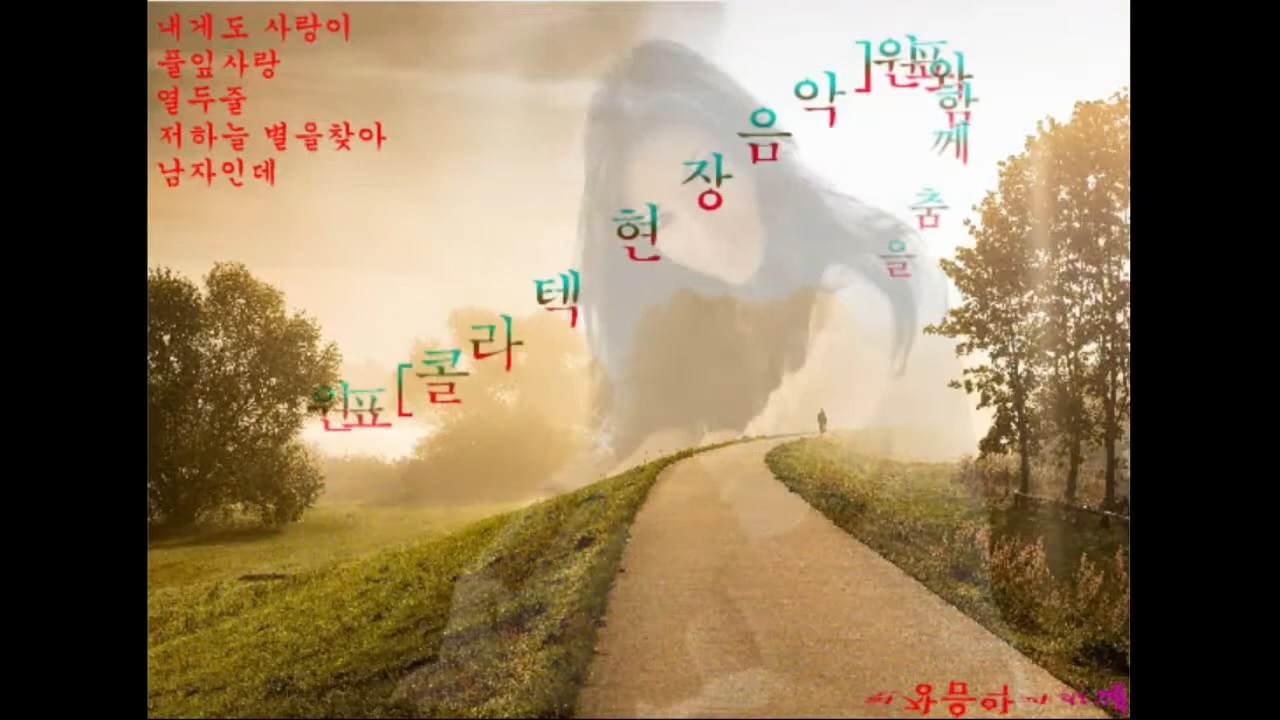 내게도 사랑이
풀잎사랑
열두줄
저하늘 별을찾아
남자인데
인표[콜라텍현장음악]원표와함께
춤을